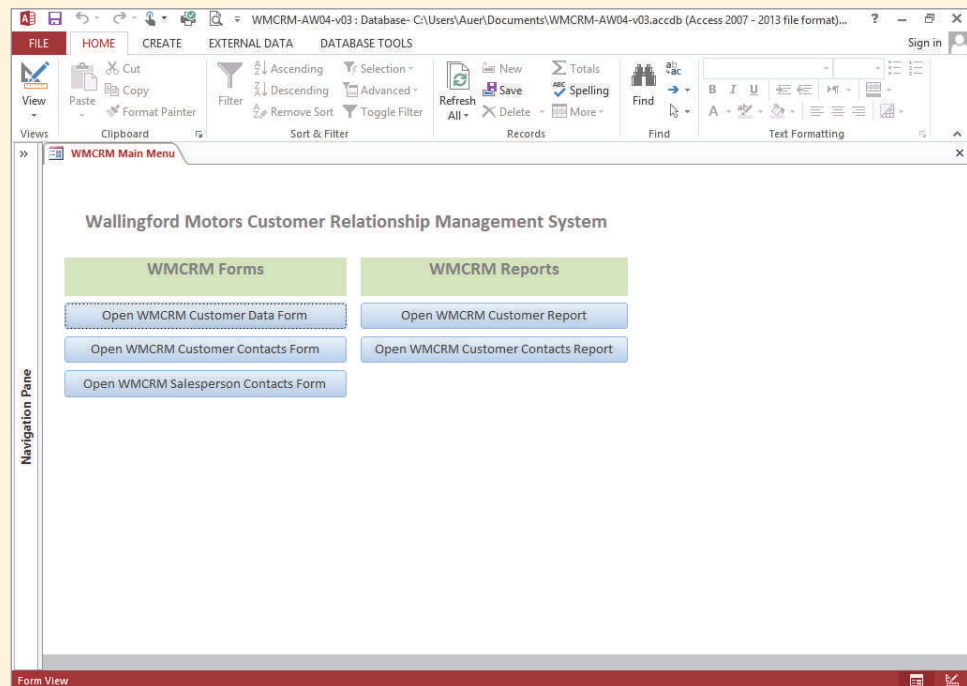 WMCRM-AW04-v03 : Database- C:\Users\Auer\Documents\WMCRM-AW04-v03.accdb (Access 2007 - 2013 file format)... ?
FILE HOME CREATE EXTERNAL DATA DATABASE TOOLS Sign in
View
Views
Paste
Cut
Copy
Format Painter
Clipboard
Filter
Ascending
Descending
Remove Sort
Selection
Advanced
Toggle Filter
Sort & Filter
Refresh
All
New
Save
Delete
Totals
Spelling
More
Records
Find
Find
B I U
A
Text Formatting
WMCRM Main Menu
Navigation Pane
Wallingford Motors Customer Relationship Management System
WMCRM Forms
Open WMCRM Customer Data Form
Open WMCRM Customer Contacts Form
Open WMCRM Salesperson Contacts Form
WMCRM Reports
Open WMCRM Customer Report
Open WMCRM Customer Contacts Report
Form View